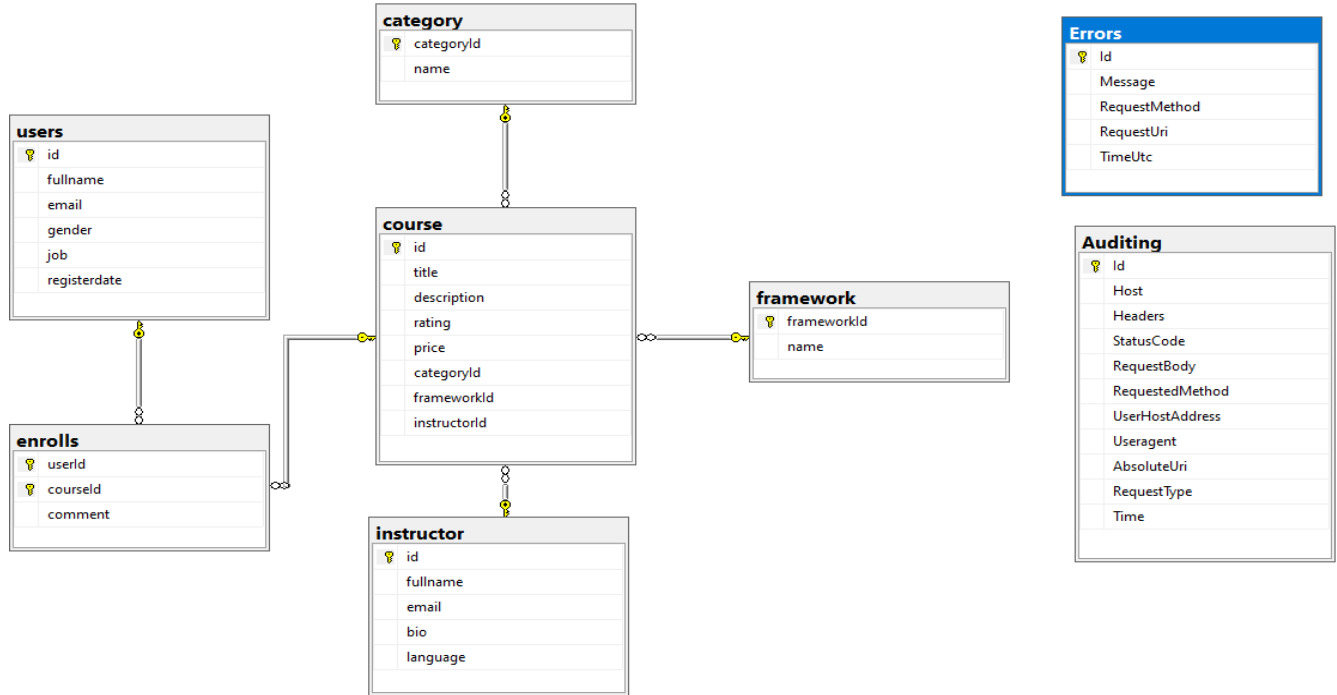 category
categoryId
name
Errors
Id
Message
RequestMethod
RequestUri
TimeUtc
users
id
fullname
email
gender
job
registerdate
course
id
title
description
rating
price
categoryId
frameworkId
instructorId
Auditing
Id
Host
Headers
StatusCode
RequestBody
RequestedMethod
UserHostAddress
Useragent
AbsoluteUri
RequestType
Time
framework
frameworkId
name
enrolls
userId
courseId
comment
instructor
id
fullname
email
bio
language